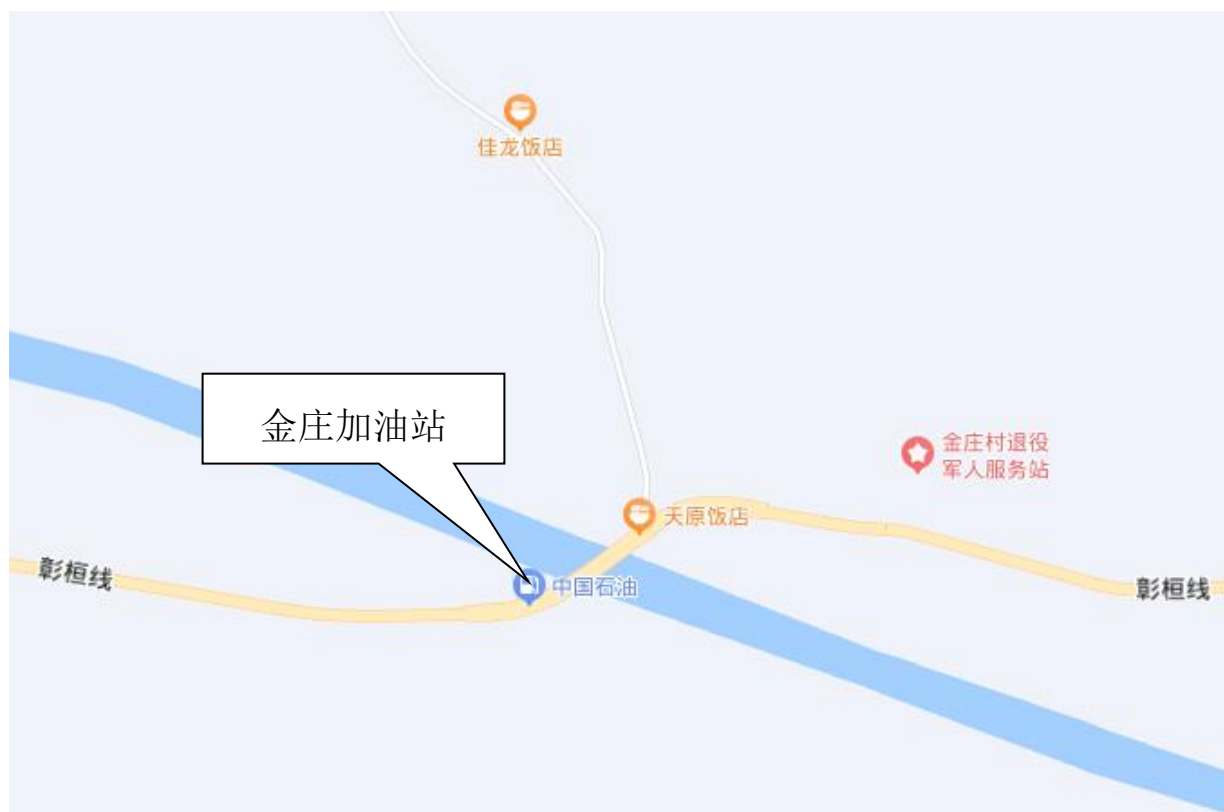 佳龙饭店
金庄加油站
金庄村退役
军人服务站
天原饭店
彰桓线
中国石油
彰桓线